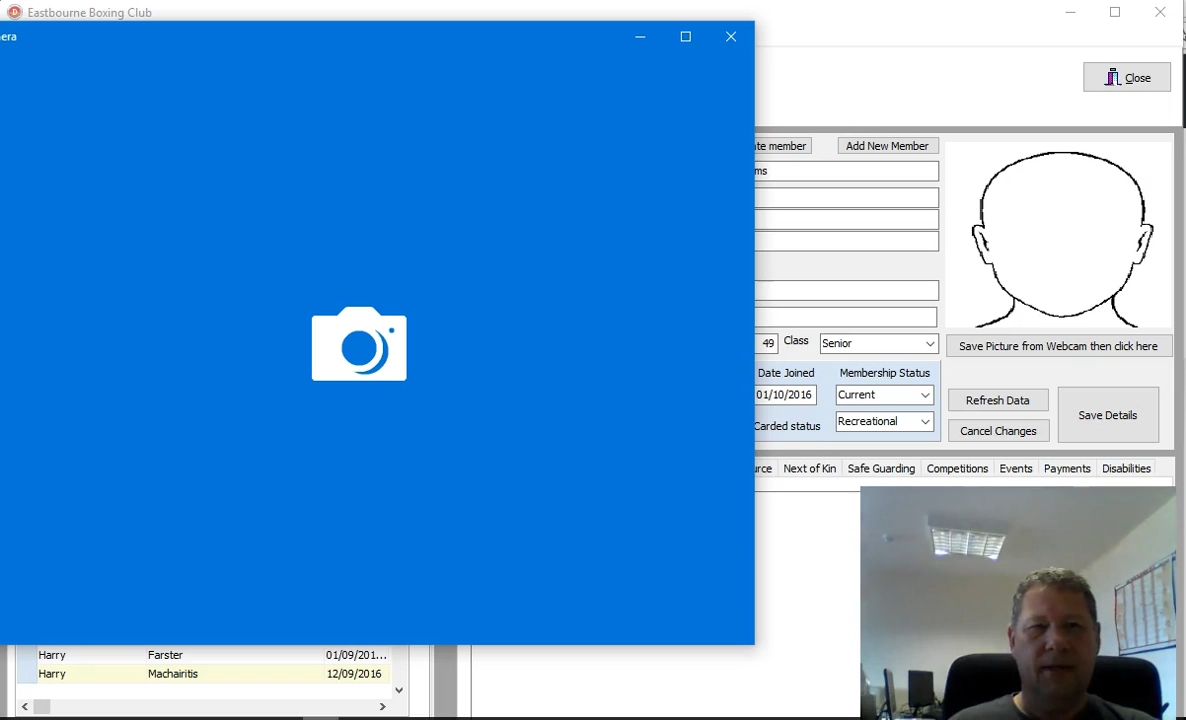 Eastbourne Boxing Club
era
Close
te member
Add New Member
ms
49
Class
Senior
Save Picture from Webcam then click here
Date Joined
Membership Status
01/10/2016
Current
Refresh Data
Save Details
Carded status
Recreational
Cancel Changes
urce
Next of Kin
Safe Guarding
Competitions
Events
Payments
Disabilities
Harry Farster 01/09/201...
Harry Machairitis 12/09/2016